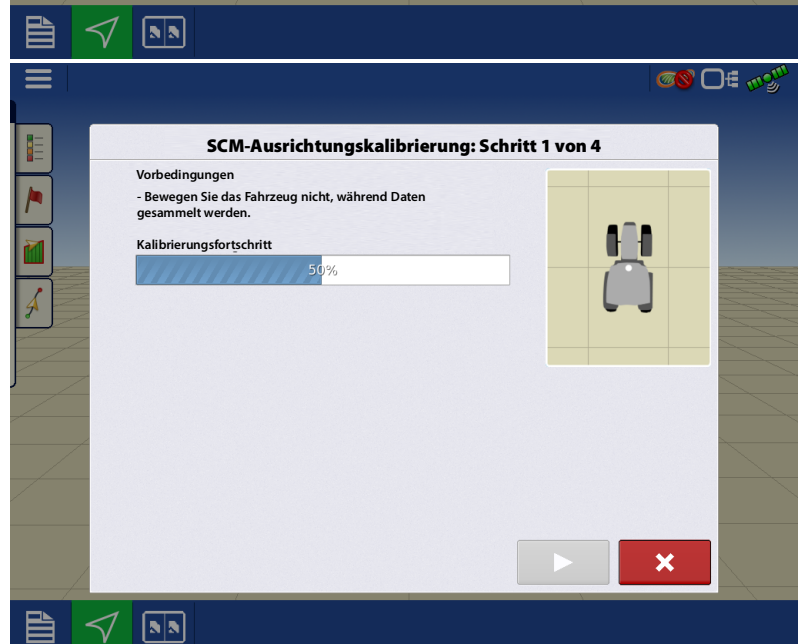 SCM-Ausrichtungskalibrierung: Schritt 1 von 4
Vorbedingungen
- Bewegen Sie das Fahrzeug nicht, während Daten
gesammelt werden.
Kalibrierungsfortschritt
50%